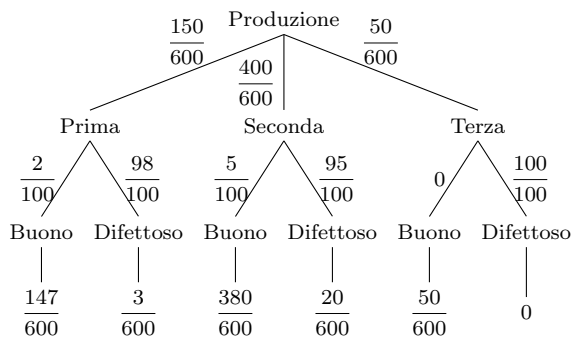 Produzione
150/600 400/600 50/600
Prima Seconda Terza
2/100 98/100 5/100 95/100 0 100/100
Buono Difettoso Buono Difettoso Buono Difettoso
147/600 3/600 380/600 20/600 50/600 0